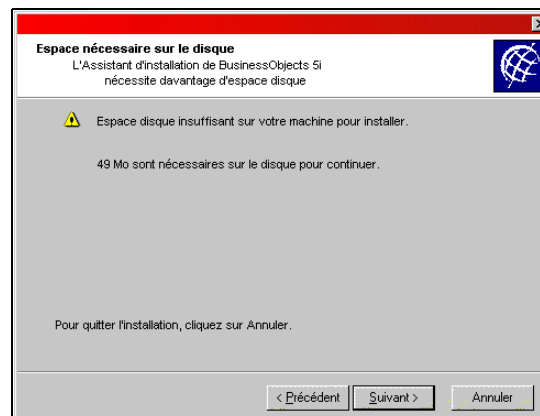 Espace nécessaire sur le disque
L'Assistant d'installation de BusinessObjects 5i
nécessite davantage d'espace disque
Espace disque insuffisant sur votre machine pour installer.
49 Mo sont nécessaires sur le disque pour continuer.
Pour quitter l'installation, cliquez sur Annuler.
< Précédent
Suivant >
Annuler